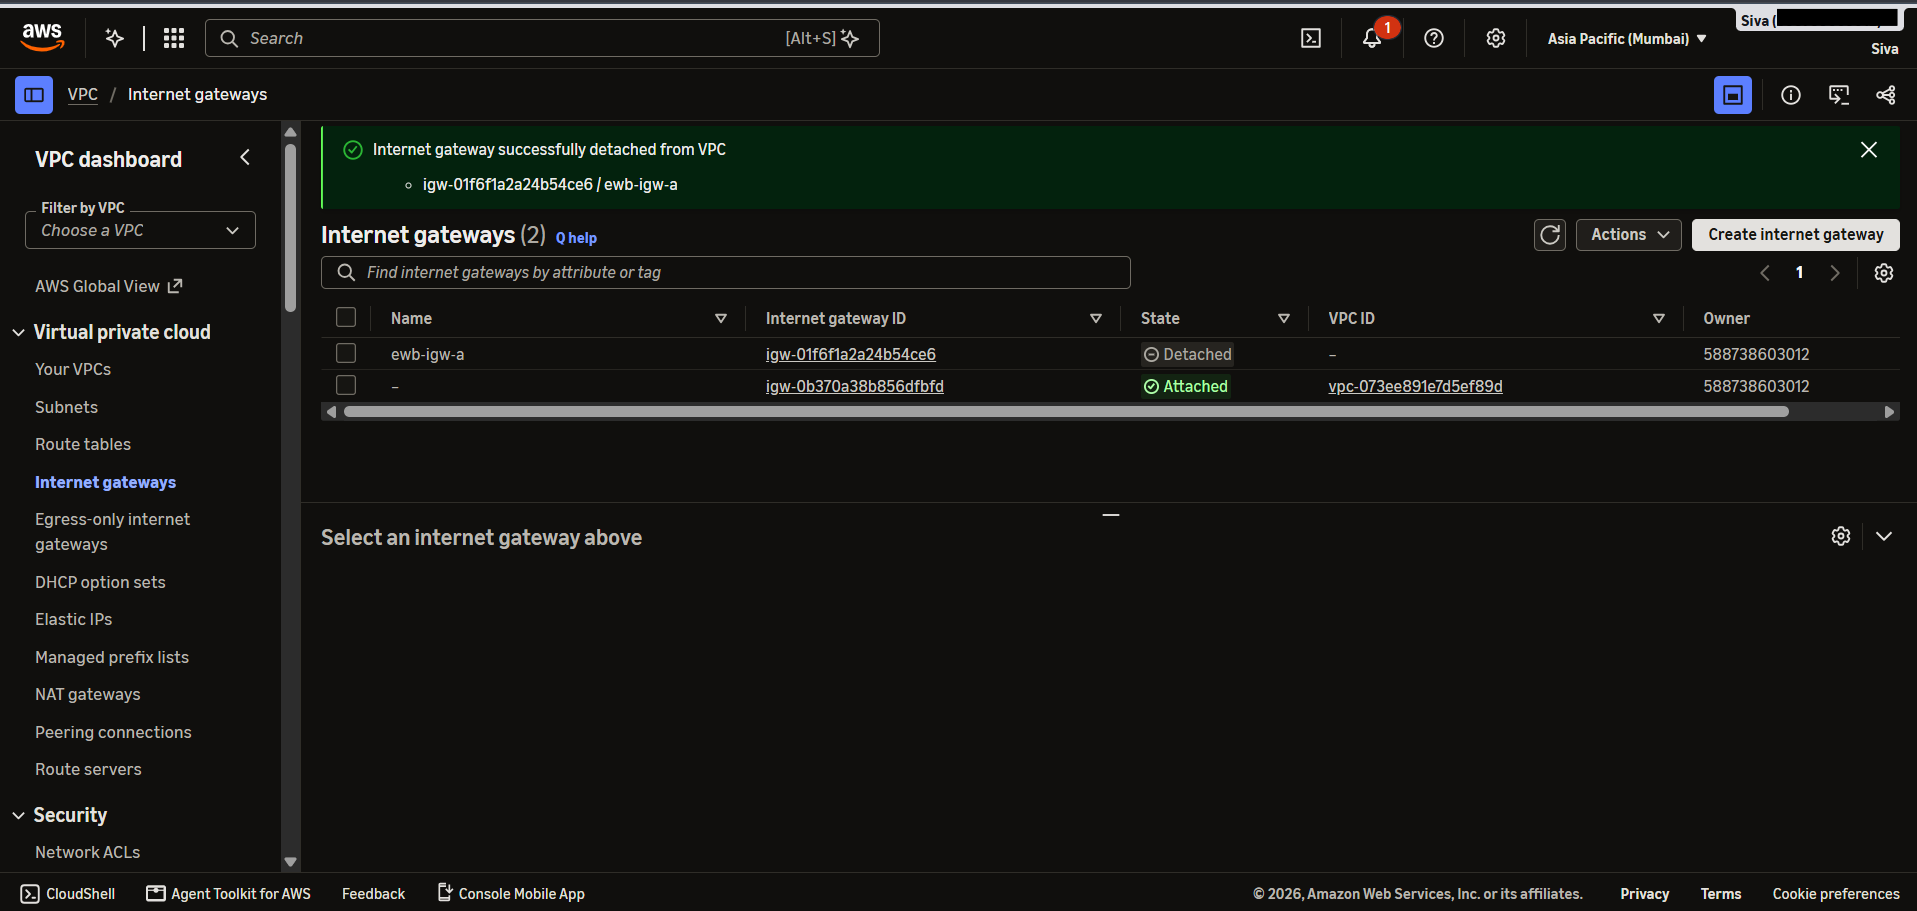 aws
Search
[Alt+S]
1
Asia Pacific (Mumbai)
Siva (
Siva
VPC / Internet gateways
VPC dashboard
Filter by VPC
Choose a VPC
AWS Global View
Virtual private cloud
Your VPCs
Subnets
Route tables
Internet gateways
Egress-only internet
gateways
DHCP option sets
Elastic IPs
Managed prefix lists
NAT gateways
Peering connections
Route servers
Security
Network ACLs
Internet gateway successfully detached from VPC
igw-01f6f1a2a24b54ce6 / ewb-igw-a
Internet gateways (2) Q help
Actions
Create internet gateway
Find internet gateways by attribute or tag
1
Name Internet gateway ID State VPC ID Owner
ewb-igw-a igw-01f6f1a2a24b54ce6 Detached – 588738603012
– igw-0b370a38b856dfbfd Attached vpc-073ee891e7d5ef89d 588738603012
Select an internet gateway above
CloudShell Agent Toolkit for AWS Feedback Console Mobile App © 2026, Amazon Web Services, Inc. or its affiliates. Privacy Terms Cookie preferences